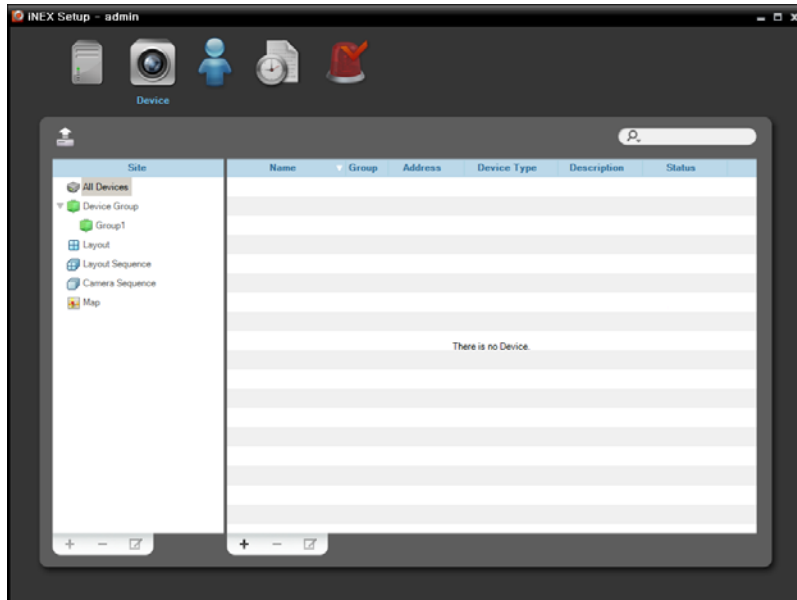 iNEX Setup - admin
Device
Site
Name Group Address Device Type Description Status
All Devices
Device Group
Group1
Layout
Layout Sequence
Camera Sequence
Map
There is no Device.